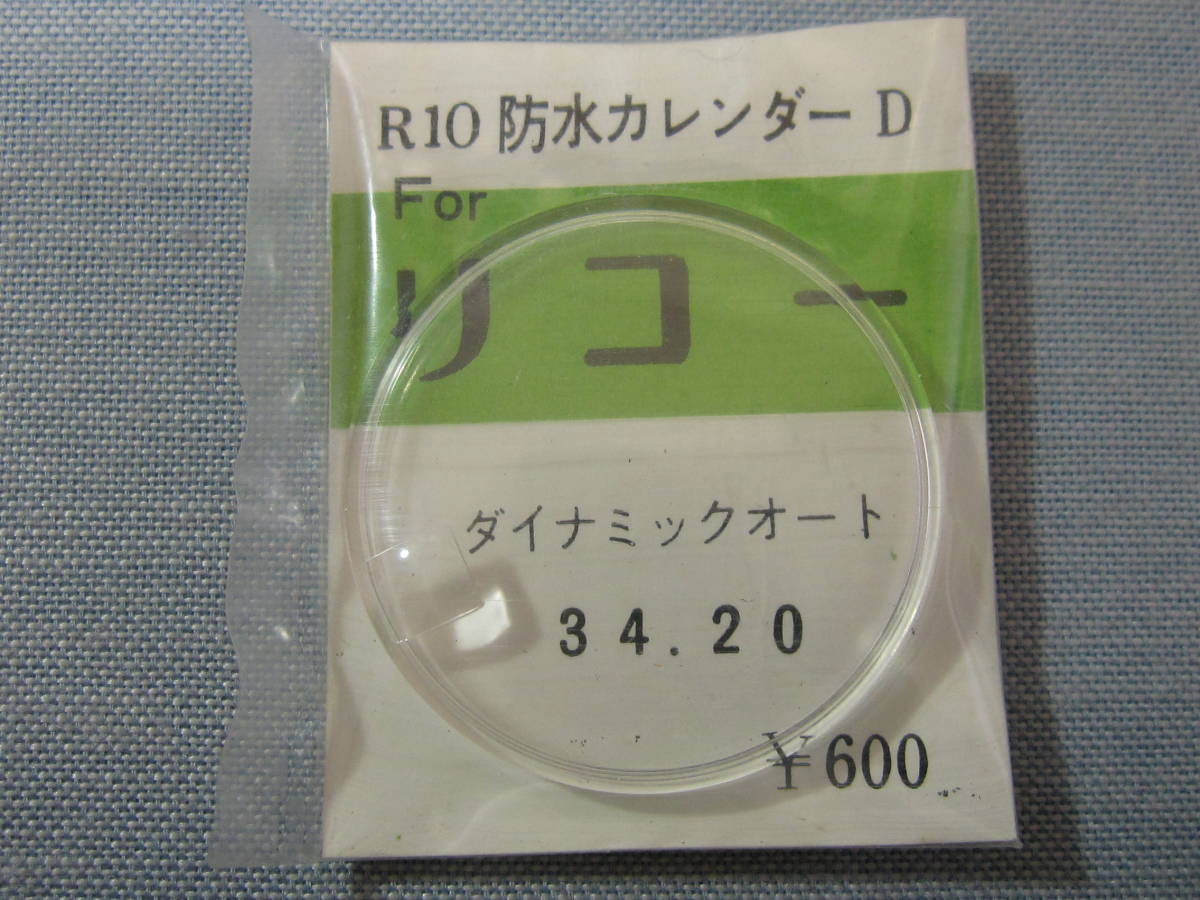 R10 防水カレンダー D
For
リコー
ダイナミックオート
34.20
¥600